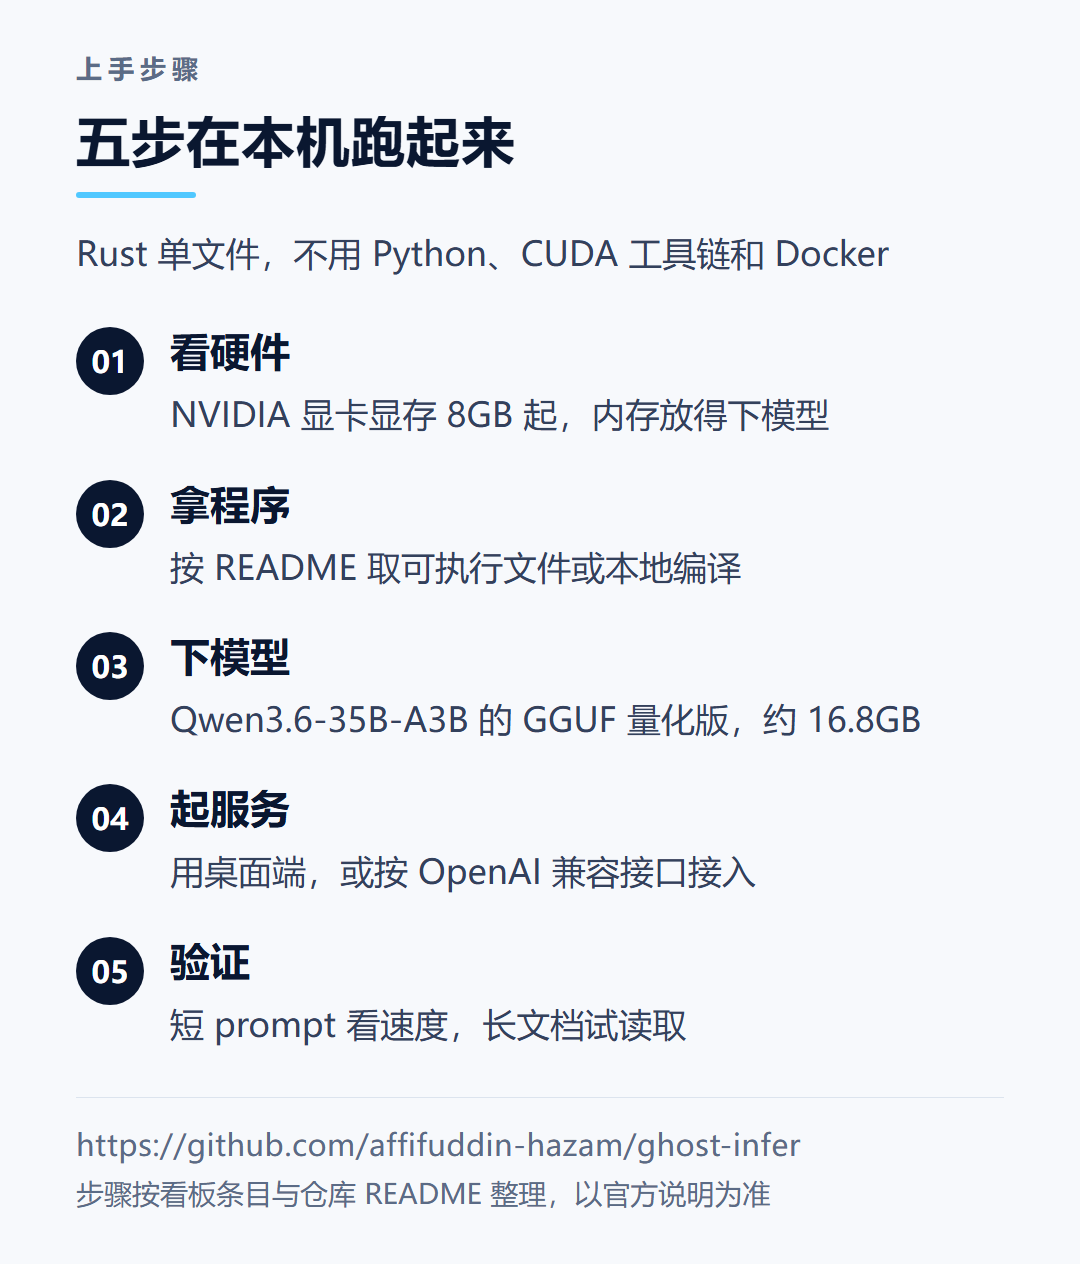 上手步骤
五步在本机跑起来
Rust 单文件，不用 Python、CUDA 工具链和 Docker
01 看硬件
NVIDIA 显卡显存 8GB 起，内存放得下模型
02 拿程序
按 README 取可执行文件或本地编译
03 下模型
Qwen3.6-35B-A3B 的 GGUF 量化版，约 16.8GB
04 起服务
用桌面端，或按 OpenAI 兼容接口接入
05 验证
短 prompt 看速度，长文档试读取
https://github.com/affifuddin-hazam/ghost-infer
步骤按看板条目与仓库 README 整理，以官方说明为准